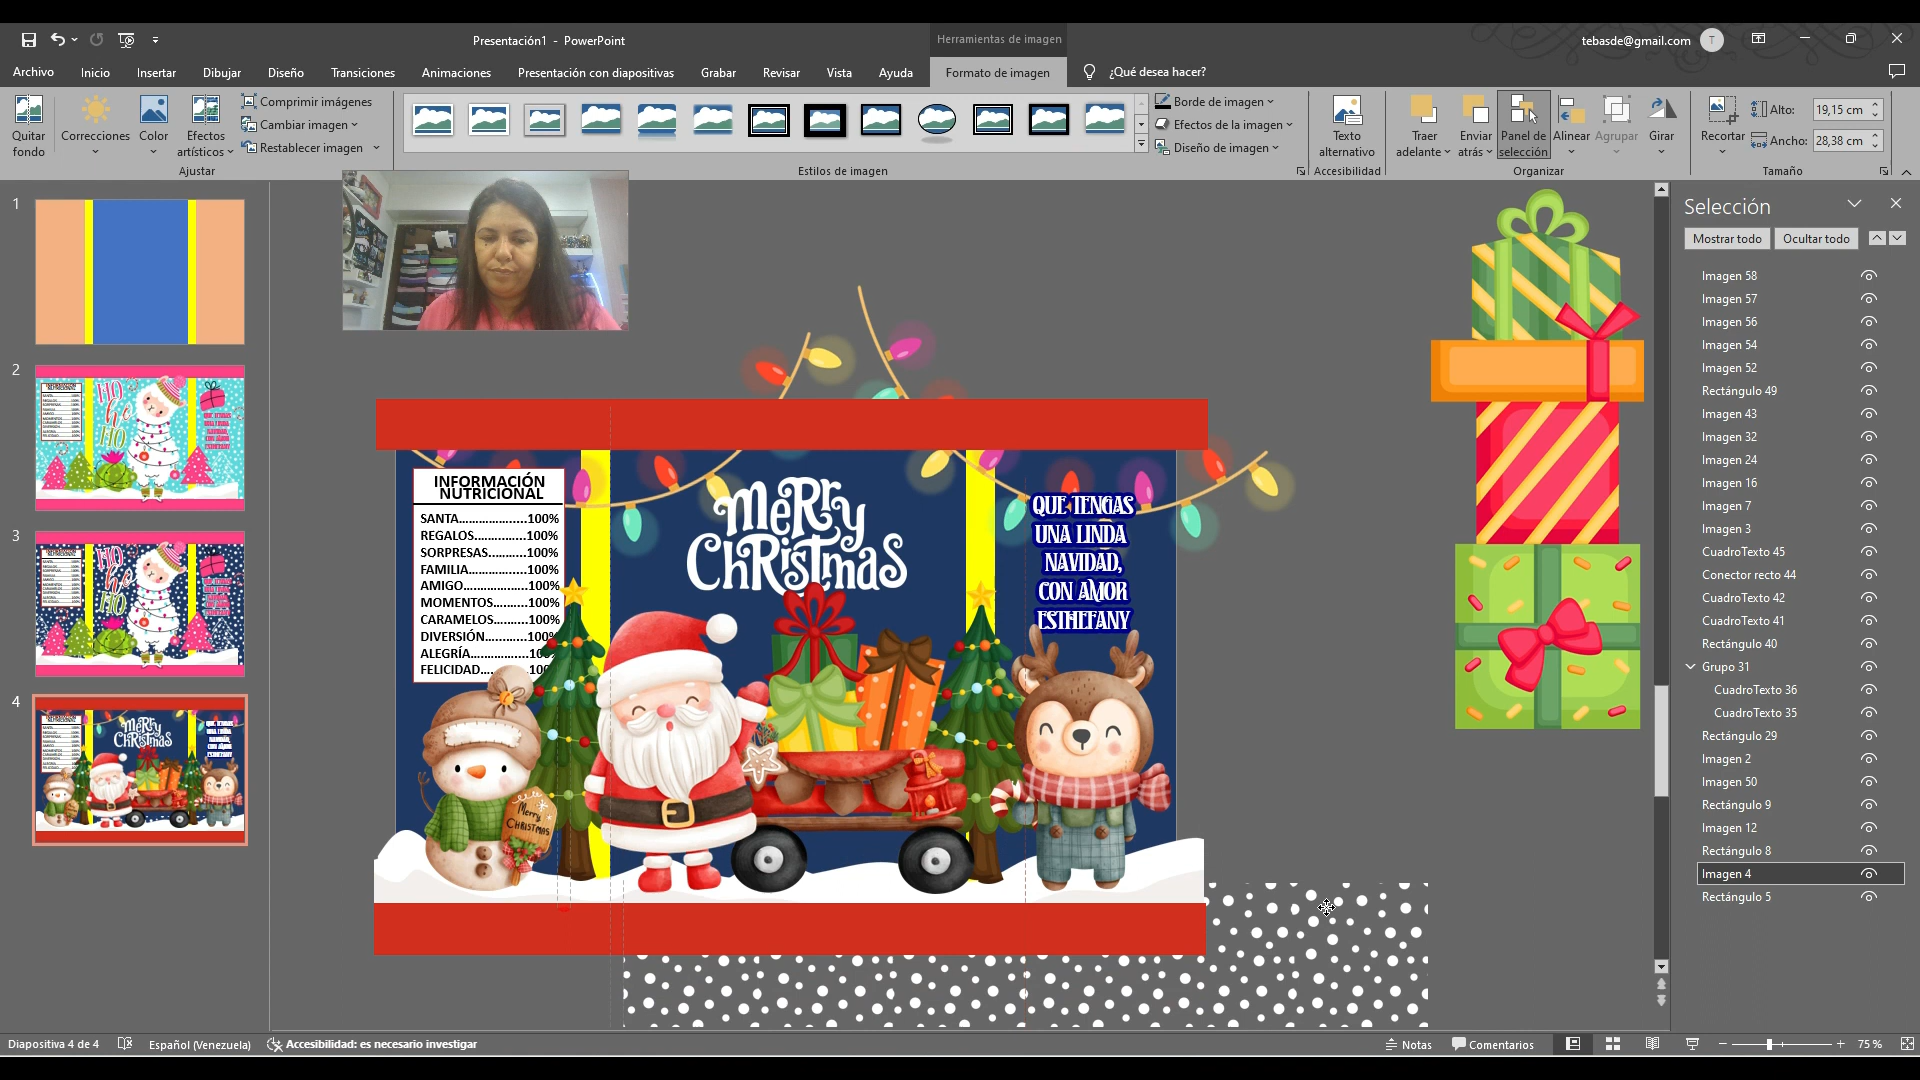 Presentación1 - PowerPoint
Herramientas de imagen
tebasde@gmail.com
T
Archivo
Inicio
Insertar
Dibujar
Diseño
Transiciones
Animaciones
Presentación con diapositivas
Grabar
Revisar
Vista
Ayuda
Formato de imagen
¿Qué desea hacer?
Quitar fondo
Correcciones
Color
Efectos artísticos
Comprimir imágenes
Cambiar imagen
Restablecer imagen
Ajustar
Estilos de imagen
Borde de imagen
Efectos de la imagen
Diseño de imagen
Texto alternativo
Accesibilidad
Traer adelante
Enviar atrás
Panel de selección
Alinear
Agrupar
Girar
Organizar
Recortar
Alto: 19,15 cm
Ancho: 28,38 cm
Tamaño
1
2
3
4
INFORMACIÓN
NUTRICIONAL
SANTA.....................100%
REGALOS................100%
SORPRESAS............100%
FAMILIA..................100%
AMIGO....................100%
MOMENTOS...........100%
CARAMELOS...........100%
DIVERSIÓN.............100%
ALEGRÍA..................100%
FELICIDAD....
Merry
Christmas
QUE TENGAS
UNA LINDA
NAVIDAD,
CON AMOR
ESTHEFANY
Merry
CHRISTMAS
Selección
Mostrar todo
Ocultar todo
Imagen 58
Imagen 57
Imagen 56
Imagen 54
Imagen 52
Rectángulo 49
Imagen 43
Imagen 32
Imagen 24
Imagen 16
Imagen 7
Imagen 3
CuadroTexto 45
Conector recto 44
CuadroTexto 42
CuadroTexto 41
Rectángulo 40
Grupo 31
CuadroTexto 36
CuadroTexto 35
Rectángulo 29
Imagen 2
Imagen 50
Rectángulo 9
Imagen 12
Rectángulo 8
Imagen 4
Rectángulo 5
Diapositiva 4 de 4
Español (Venezuela)
Accesibilidad: es necesario investigar
Notas
Comentarios
75 %